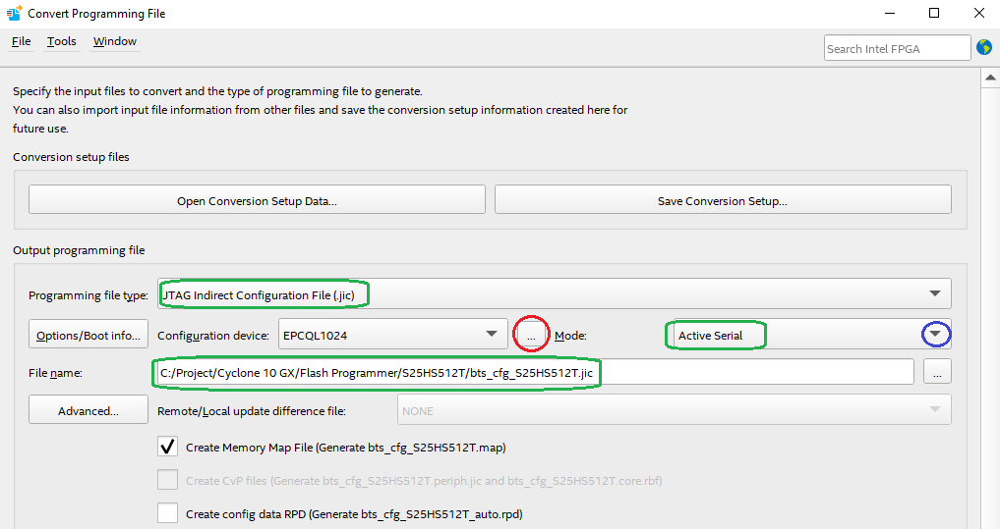 Convert Programming File
File Tools Window
Search Intel FPGA
Specify the input files to convert and the type of programming file to generate.
You can also import input file information from other files and save the conversion setup information created here for
future use.
Conversion setup files
Open Conversion Setup Data...
Save Conversion Setup...
Output programming file
Programming file type: JTAG Indirect Configuration File (.jic)
Options/Boot info... Configuration device: EPCQL1024 ... Mode: Active Serial
File name: C:/Project/Cyclone 10 GX/Flash Programmer/S25HS512T/bts_cfg_S25HS512T.jic ...
Advanced... Remote/Local update difference file: NONE
Create Memory Map File (Generate bts_cfg_S25HS512T.map)
Create CvP files (Generate bts_cfg_S25HS512T.periph.jic and bts_cfg_S25HS512T.core.rbf)
Create config data RPD (Generate bts_cfg_S25HS512T_auto.rpd)